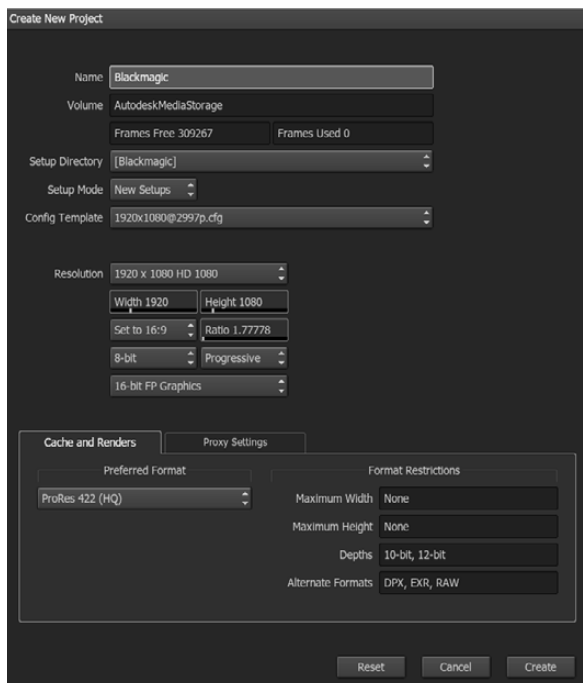 Create New Project
Name Blackmagic
Volume AutodeskMediaStorage
Frames Free 309267 Frames Used 0
Setup Directory [Blackmagic]
Setup Mode New Setups
Config Template 1920x1080@2997p.cfg
Resolution 1920 x 1080 HD 1080
Width 1920 Height 1080
Set to 16:9 Ratio 1.77778
8-bit Progressive
16-bit FP Graphics
Cache and Renders Proxy Settings
Preferred Format Format Restrictions
ProRes 422 (HQ) Maximum Width None
Maximum Height None
Depths 10-bit, 12-bit
Alternate Formats DPX, EXR, RAW
Reset Cancel Create